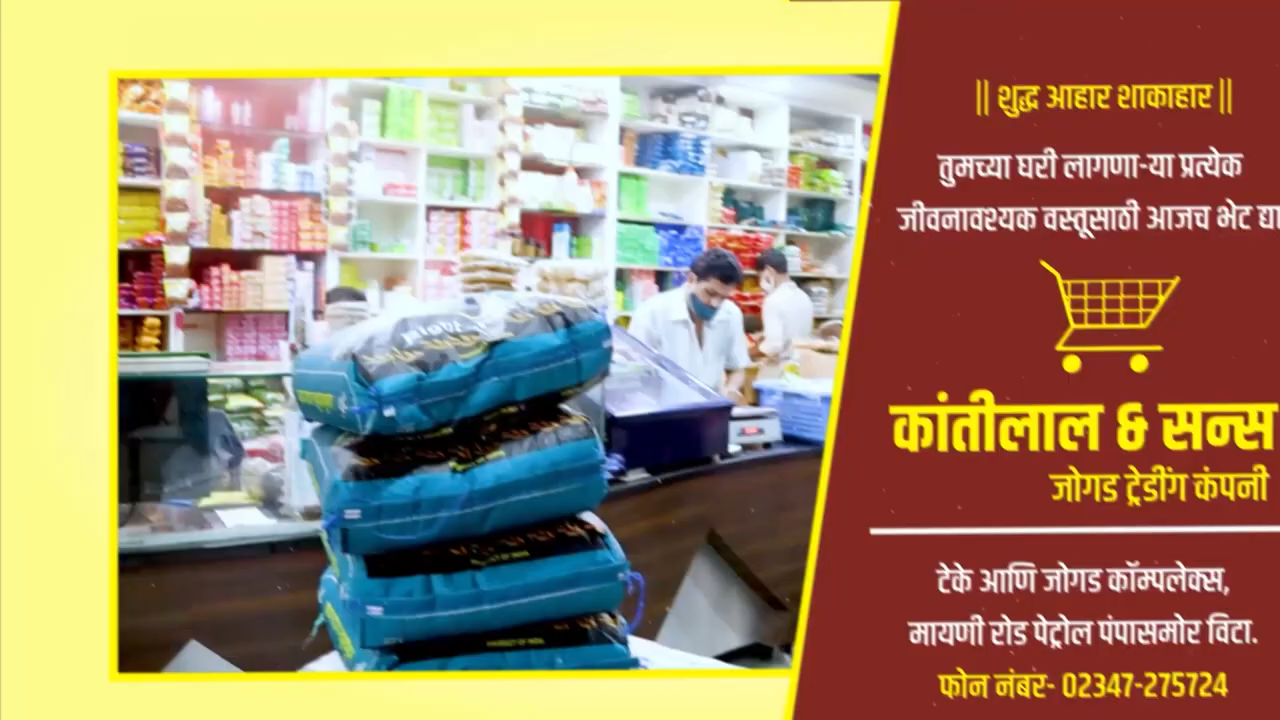 || शुद्ध आहार शाकाहार ||
तुमच्या घरी लागणा-या प्रत्येक
जीवनावश्यक वस्तूसाठी आजच भेट द्या
कांतीलाल & सन्स
जोगड ट्रेडींग कंपनी
टेके आणि जोगड कॉम्पलेक्स,
मायणी रोड पेट्रोल पंपासमोर विटा.
फोन नंबर- 02347-275724